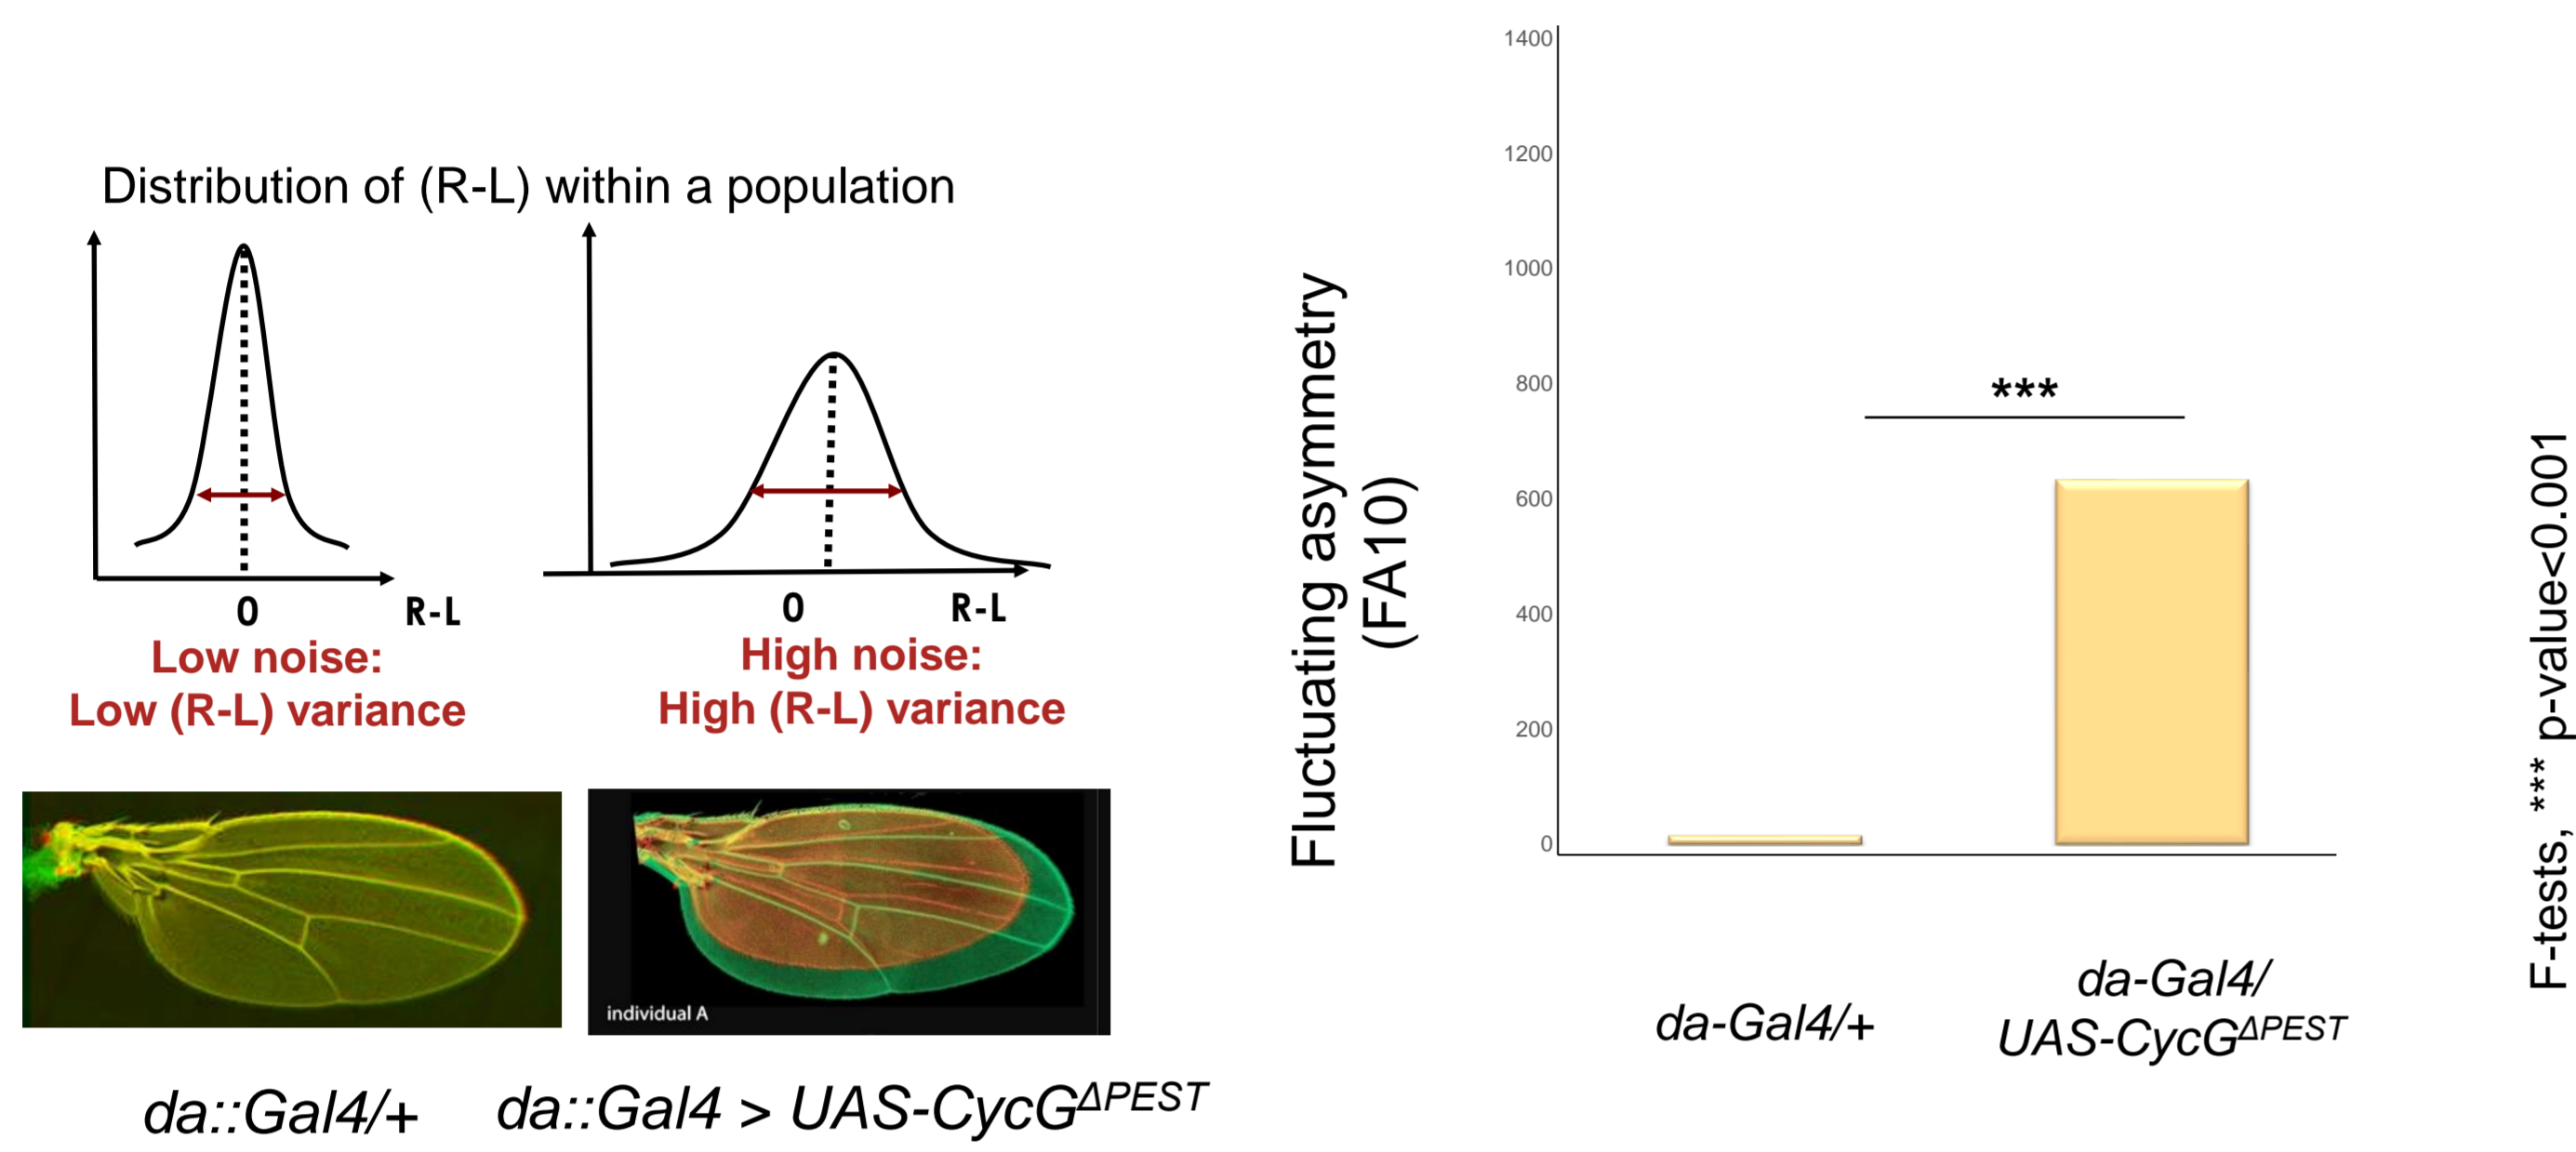 Distribution of (R-L) within a population
0
R-L
0
R-L
Low noise:
Low (R-L) variance
High noise:
High (R-L) variance
individual A
da::Gal4/+
da::Gal4 > UAS-CycGΔPEST
Fluctuating asymmetry
(FA10)
1400
1200
1000
800
600
400
200
0
***
da-Gal4/+
da-Gal4/
UAS-CycGΔPEST
F-tests, *** p-value<0.001